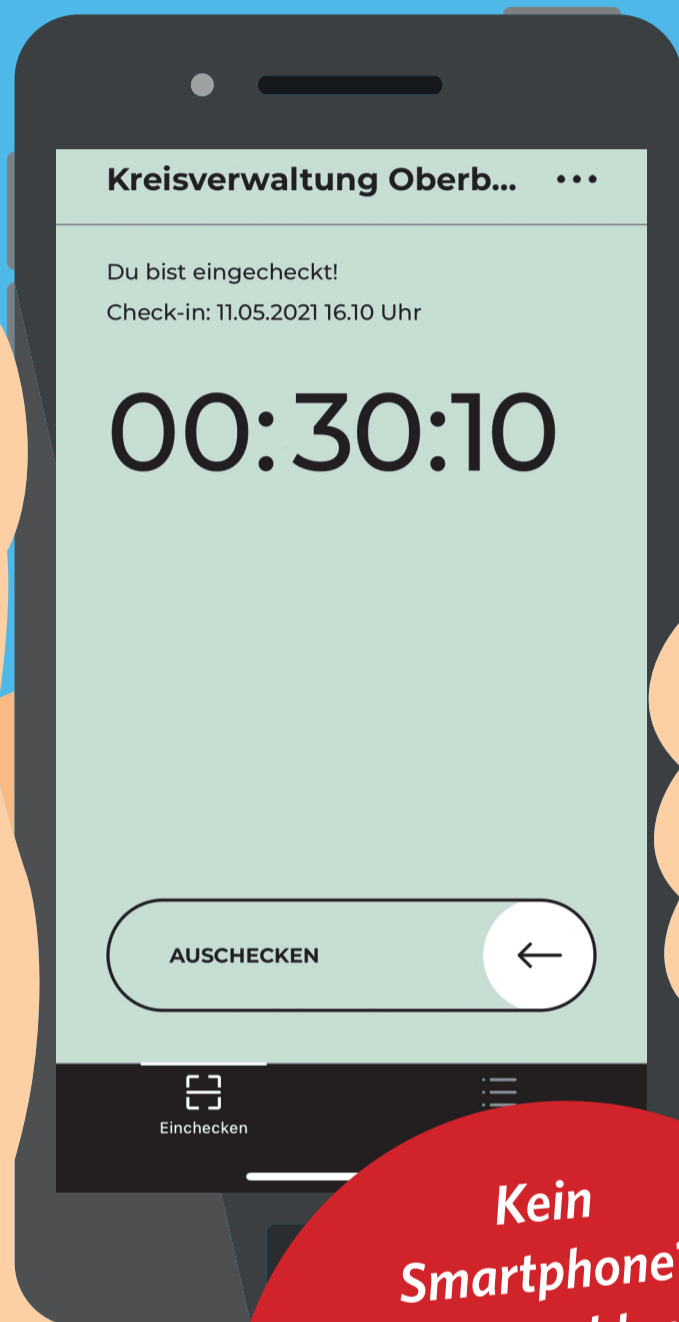 Kreisverwaltung Oberb...
Du bist eingecheckt!
Check-in: 11.05.2021 16.10 Uhr
00:30:10
AUSCHECKEN
Einchecken
Kein
Smartphone?